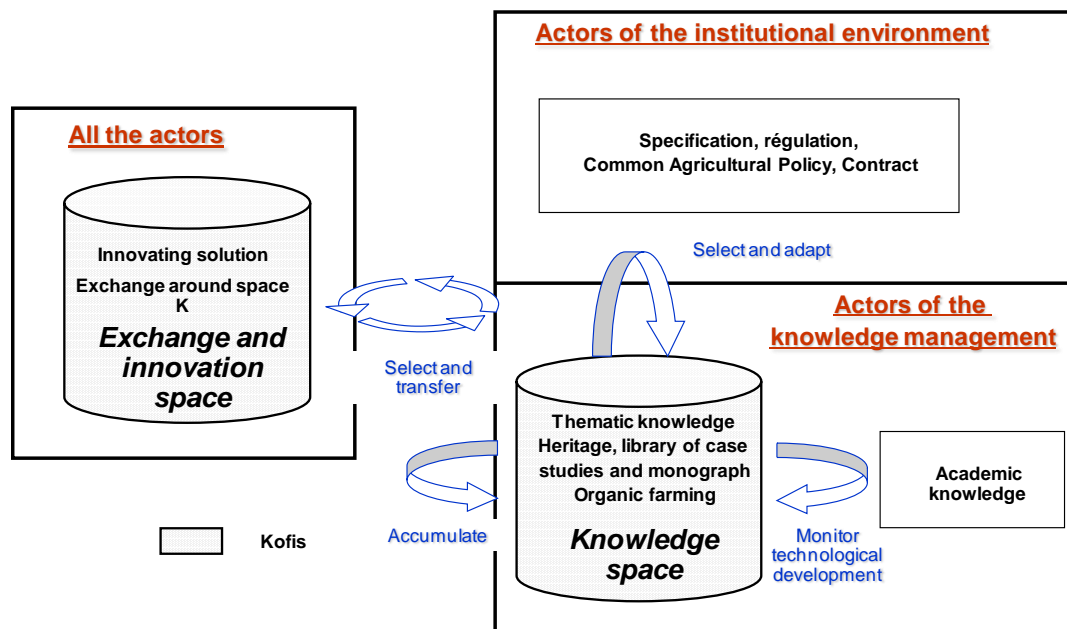 Actors of the institutional environment
Specification, régulation,
Common Agricultural Policy, Contract
All the actors
Innovating solution
Exchange around space
K
Exchange and
innovation
space
Select and adapt
Select and
transfer
Actors of the
knowledge management
Thematic knowledge
Heritage, library of case
studies and monograph
Organic farming
Knowledge
space
Academic
knowledge
Accumulate
Monitor
technological
development
Kofis